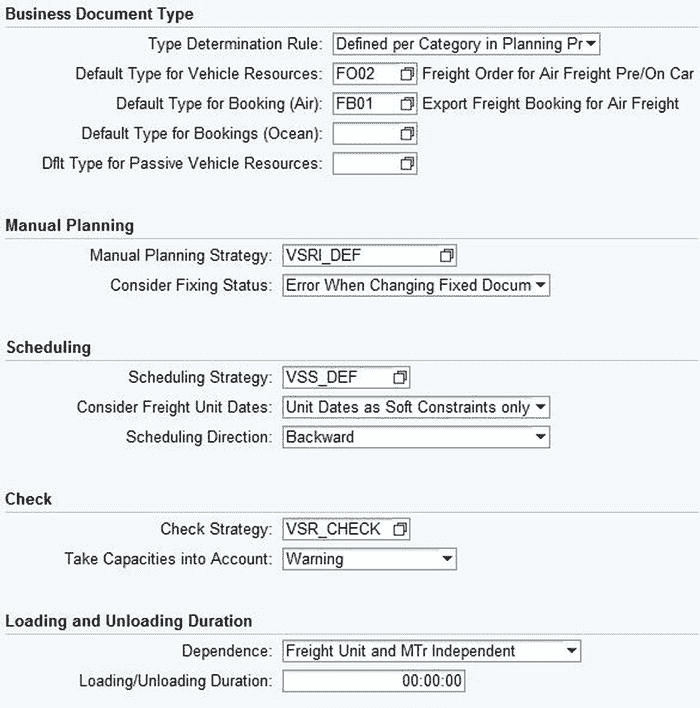 Business Document Type
Type Determination Rule: Defined per Category in Planning Pr
Default Type for Vehicle Resources: FO02 Freight Order for Air Freight Pre/On Car
Default Type for Booking (Air): FB01 Export Freight Booking for Air Freight
Default Type for Bookings (Ocean):
Dflt Type for Passive Vehicle Resources:
Manual Planning
Manual Planning Strategy: VSRI_DEF
Consider Fixing Status: Error When Changing Fixed Docum
Scheduling
Scheduling Strategy: VSS_DEF
Consider Freight Unit Dates: Unit Dates as Soft Constraints only
Scheduling Direction: Backward
Check
Check Strategy: VSR_CHECK
Take Capacities into Account: Warning
Loading and Unloading Duration
Dependence: Freight Unit and MTr Independent
Loading/Unloading Duration: 00:00:00